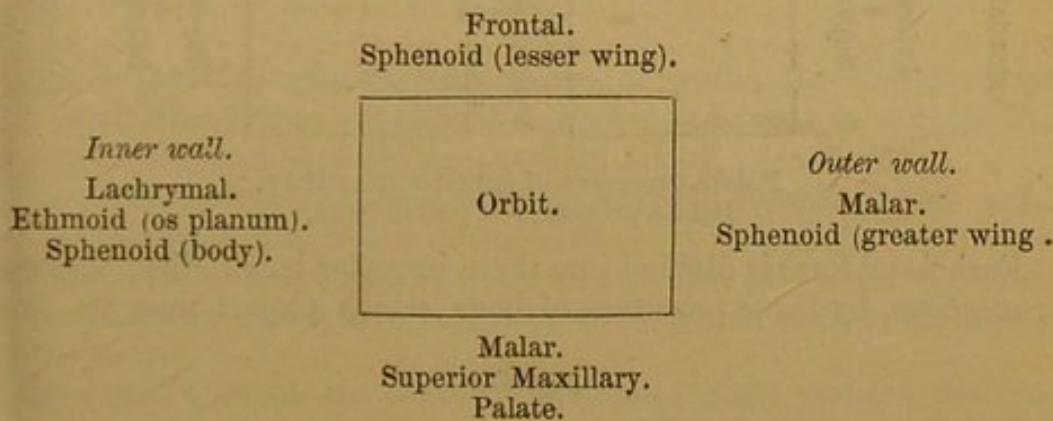 Frontal.
Sphenoid (lesser wing).
Inner wall.
Lachrymal.
Ethmoid (os planum).
Sphenoid (body).
Orbit.
Outer wall.
Malar.
Sphenoid (greater wing .
Malar.
Superior Maxillary.
Palate.